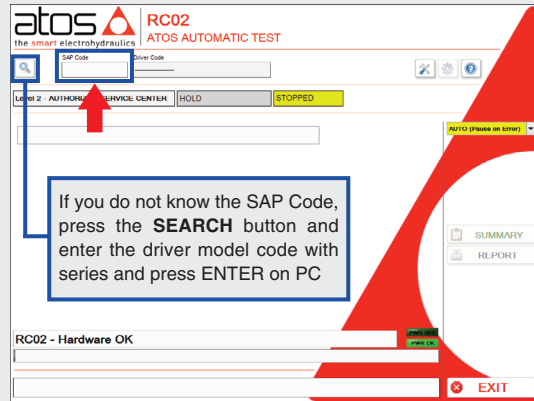 atos
the smart electrohydraulics
RC02
ATOS AUTOMATIC TEST
SAP Code
Driver Code
Level 2 - AUTHORI SERVICE CENTER
HOLD
STOPPED
AUTO (Pause on Error)
If you do not know the SAP Code,
press the SEARCH button and
enter the driver model code with
series and press ENTER on PC
SUMMARY
REPORT
RC02 - Hardware OK
PWR OFF
PWR OK
EXIT